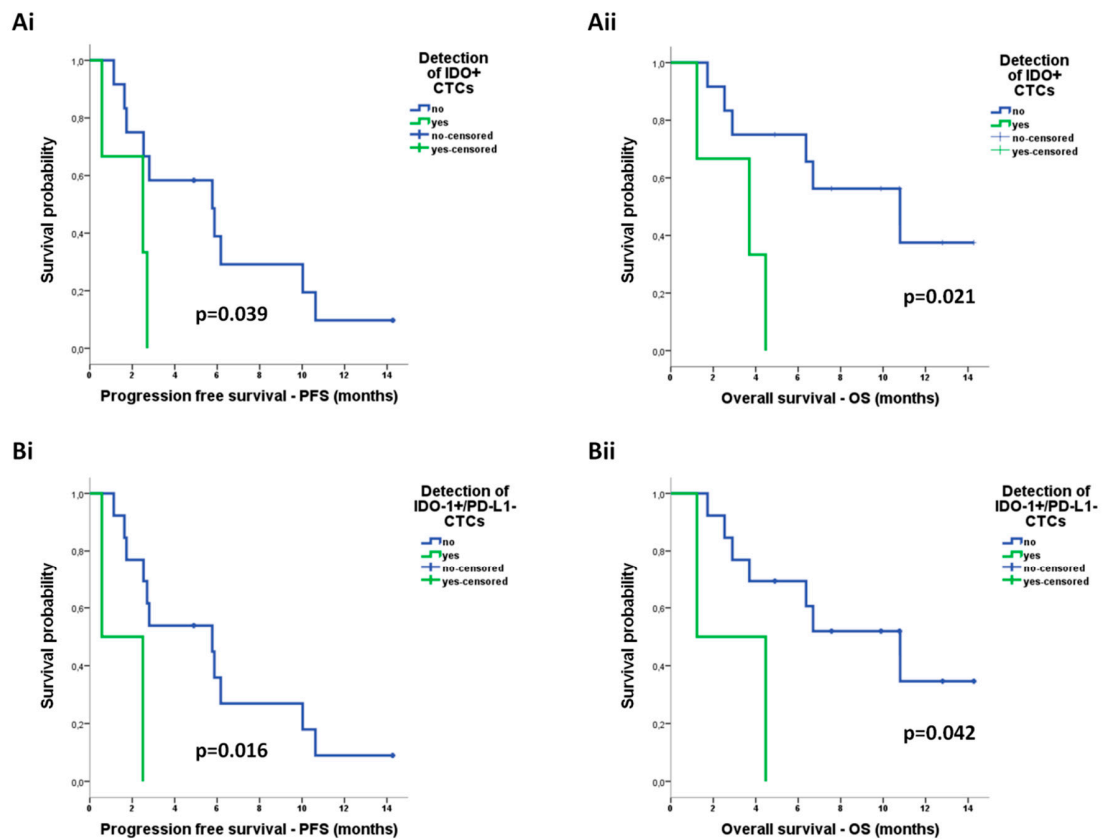 Ai
Detection
of IDO+
CTCs
no
yes
no-censored
yes-censored
Survival probability
1,0
0,8
0,6
0,4
0,2
0,0
p=0.039
0 2 4 6 8 10 12 14
Progression free survival - PFS (months)
Aii
Detection
of IDO+
CTCs
no
yes
no-censored
yes-censored
Survival probability
1,0
0,8
0,6
0,4
0,2
0,0
p=0.021
0 2 4 6 8 10 12 14
Overall survival - OS (months)
Bi
Detection of
IDO-1+/PD-L1-
CTCs
no
yes
no-censored
yes-censored
Survival probability
1,0
0,8
0,6
0,4
0,2
0,0
p=0.016
0 2 4 6 8 10 12 14
Progression free survival - PFS (months)
Bii
Detection of
IDO-1+/PD-L1-
CTCs
no
yes
no-censored
yes-censored
Survival probability
1,0
0,8
0,6
0,4
0,2
0,0
p=0.042
0 2 4 6 8 10 12 14
Overall survival - OS (months)